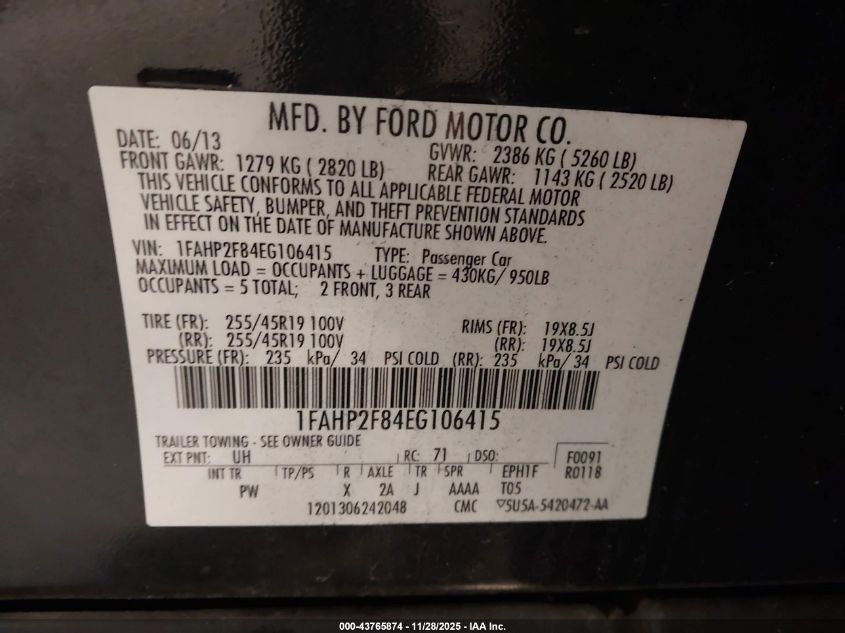 MFD. BY FORD MOTOR CO.
DATE: 06/13 GVWR: 2386 KG ( 5260 LB)
FRONT GAWR: 1279 KG ( 2820 LB) REAR GAWR: 1143 KG ( 2520 LB)
THIS VEHICLE CONFORMS TO ALL APPLICABLE FEDERAL MOTOR
VEHICLE SAFETY, BUMPER, AND THEFT PREVENTION STANDARDS
IN EFFECT ON THE DATE OF MANUFACTURE SHOWN ABOVE.
VIN: 1FAHP2F84EG106415 TYPE: Passenger Car
MAXIMUM LOAD = OCCUPANTS + LUGGAGE = 430KG/ 950LB
OCCUPANTS = 5 TOTAL; 2 FRONT, 3 REAR
TIRE (FR): 255/45R19 100V RIMS (FR): 19X8.5J
(RR): 255/45R19 100V (RR): 19X8.5J
PRESSURE (FR): 235 kPa/ 34 PSI COLD (RR): 235 kPa/ 34 PSI COLD
1FAHP2F84EG106415
TRAILER TOWING - SEE OWNER GUIDE
EXT PNT: UH RC: 71 DSO: F0091
INT TR TP/PS R AXLE TR SPR EPH1F R0118
PW X 2A J AAAA T05
1201306242048 CMC ▽5U5A-5420472-AA
000-43765874 | 11/28/2025 - IAA Inc.